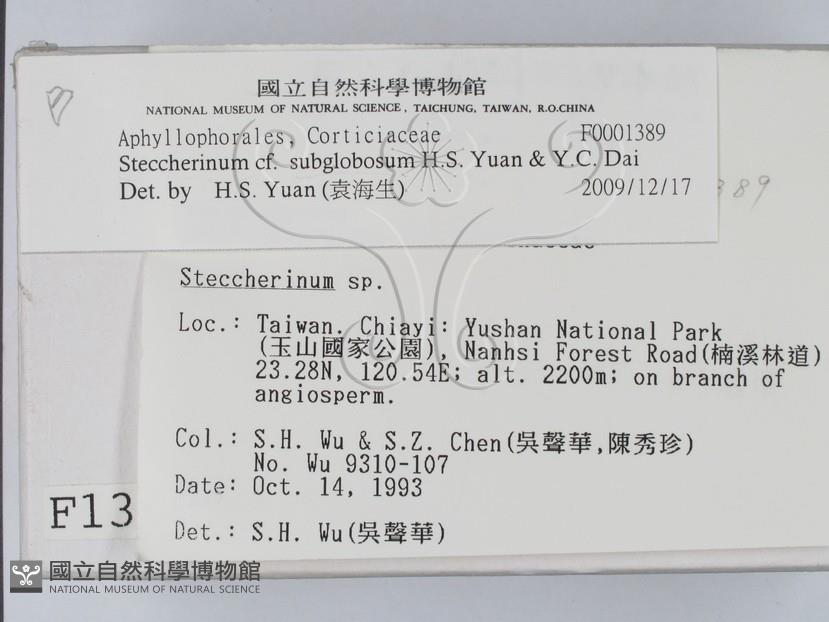 國立自然科學博物館
NATIONAL MUSEUM OF NATURAL SCIENCE, TAICHUNG, TAIWAN, R.O.CHINA
Aphyllophorales, Corticiaceae F0001389
Steccherinum cf. subglobosum H.S. Yuan & Y.C. Dai
Det. by H.S. Yuan (袁海生) 2009/12/17
389
Steccherinum sp.
Loc.: Taiwan. Chiayi: Yushan National Park
(玉山國家公園), Nanhsi Forest Road(楠溪林道)
23.28N, 120.54E; alt. 2200m; on branch of
angiosperm.
Col.: S.H. Wu & S.Z. Chen(吳聲華,陳秀珍)
No. Wu 9310-107
Date: Oct. 14, 1993
F13
Det.: S.H. Wu(吳聲華)
國立自然科學博物館
NATIONAL MUSEUM OF NATURAL SCIENCE